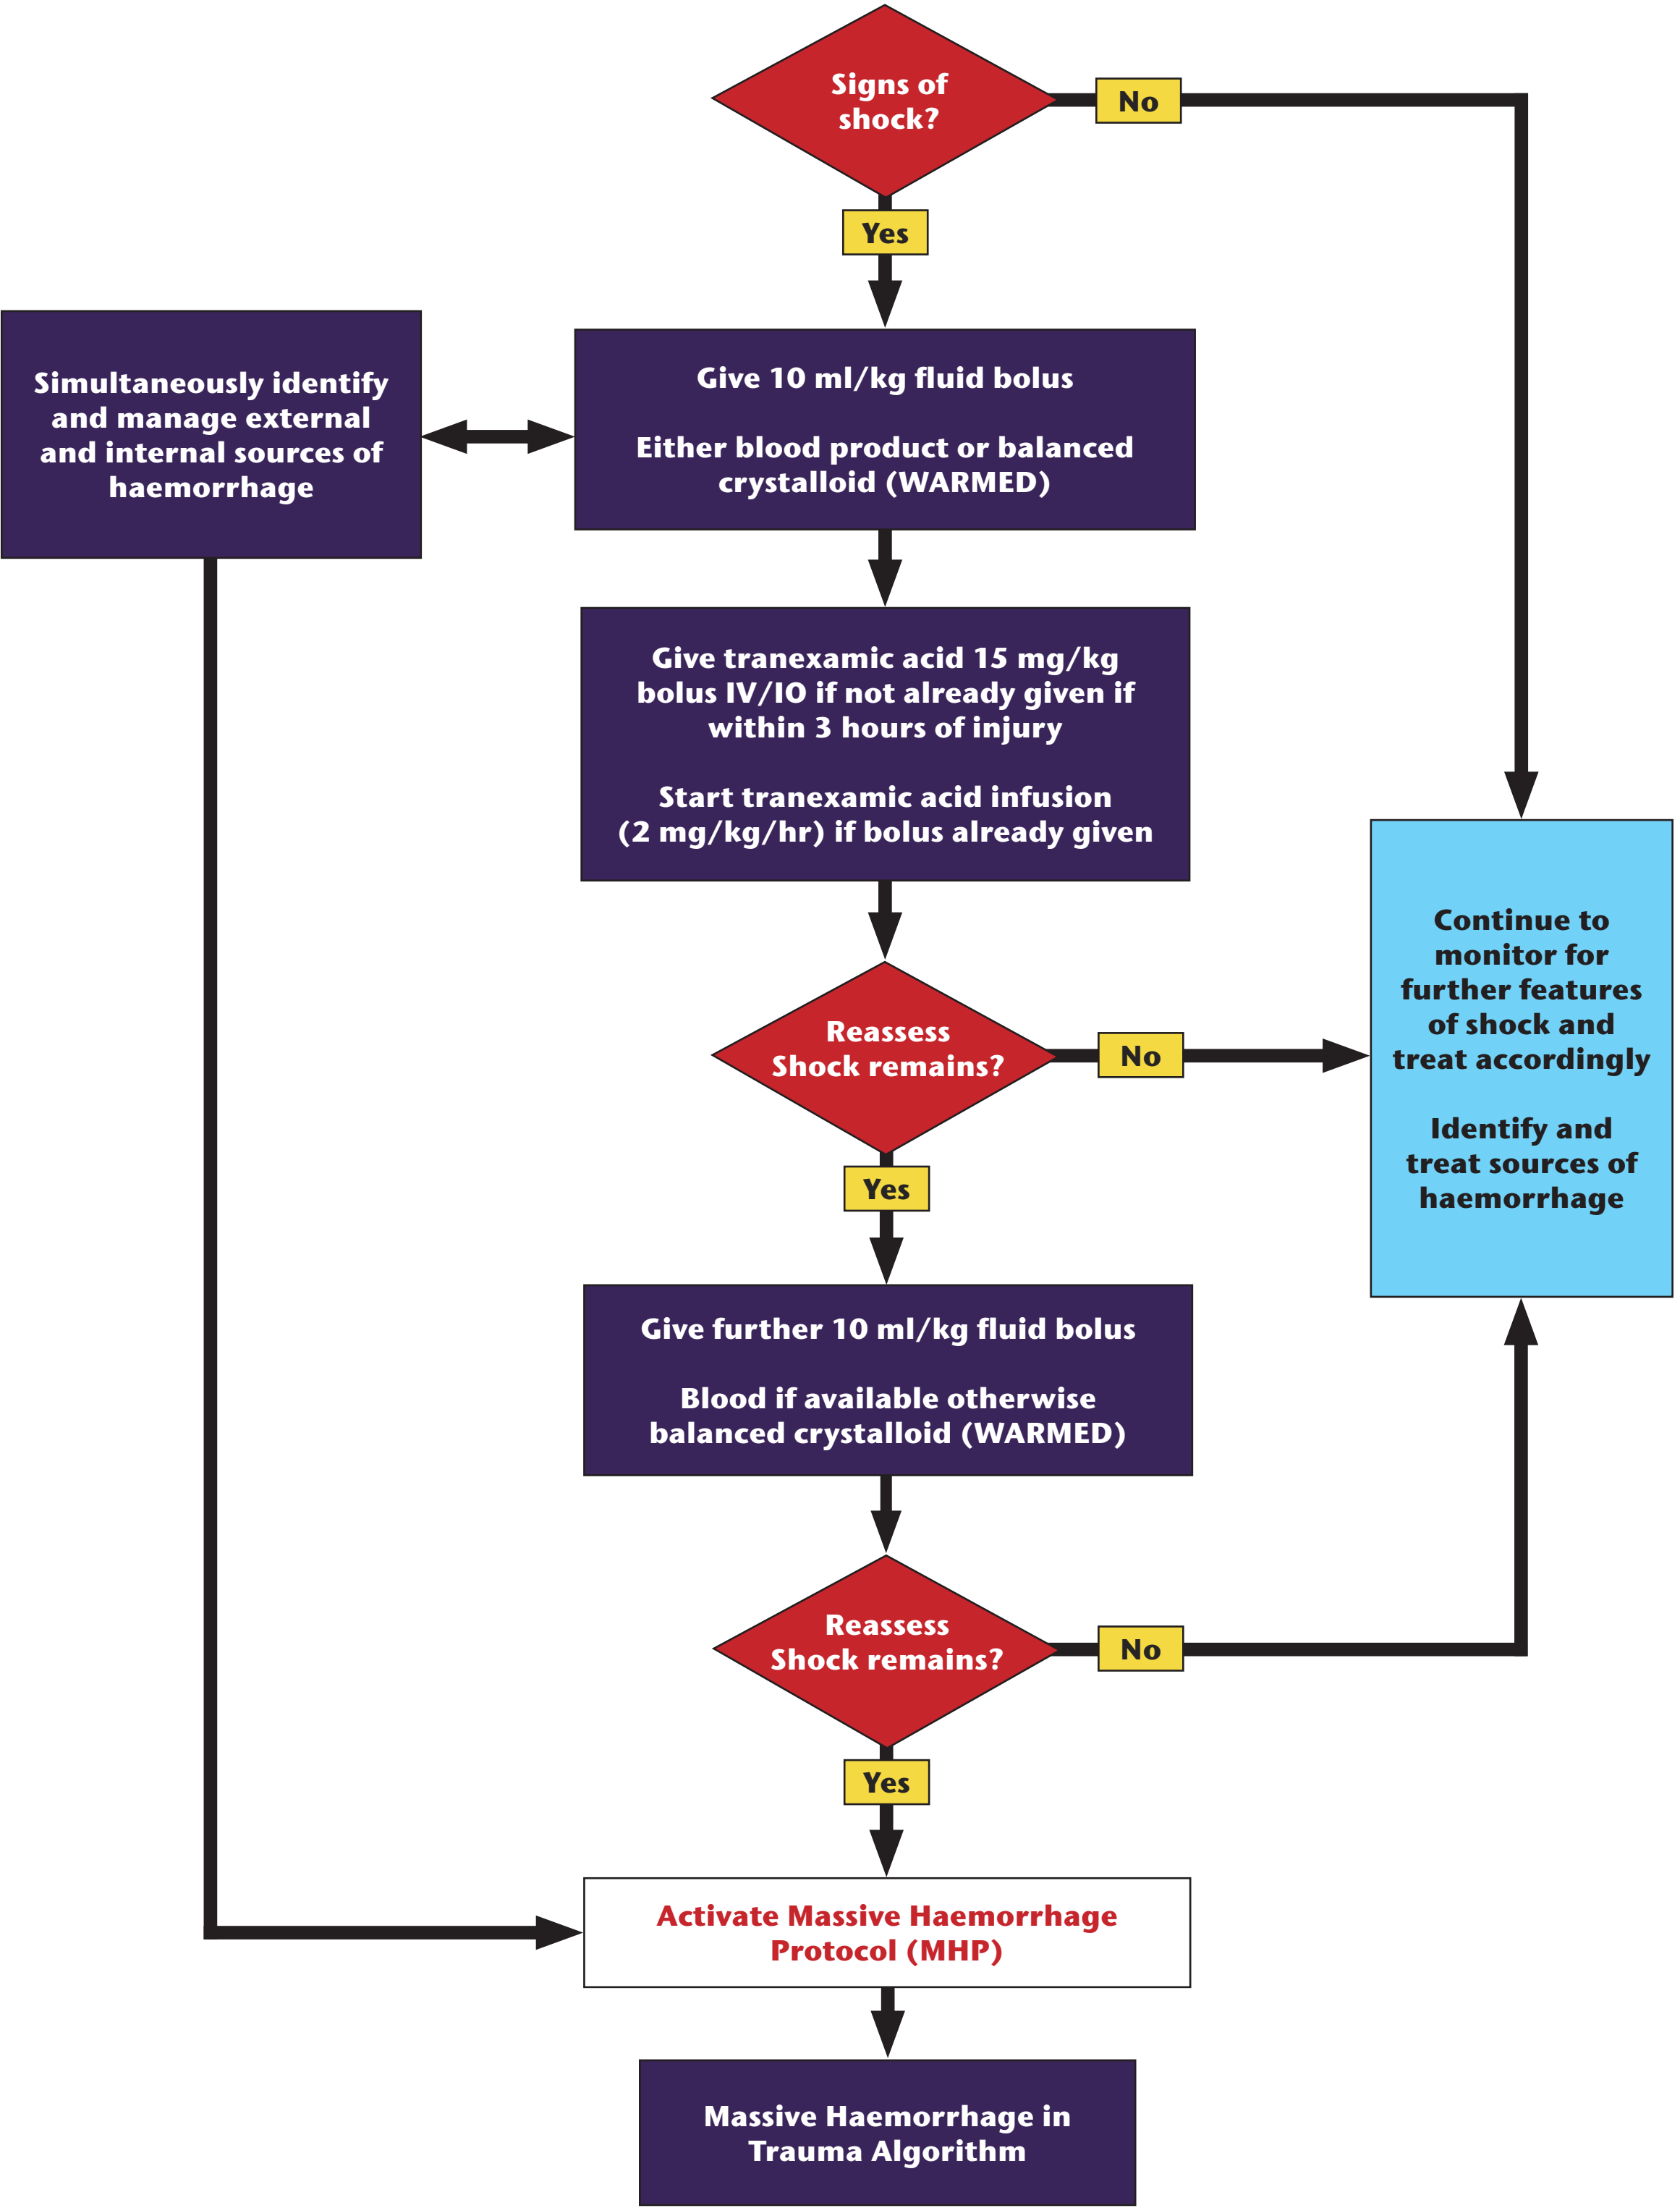 Signs of
shock?
No
Yes
Simultaneously identify
and manage external
and internal sources of
haemorrhage
Give 10 ml/kg fluid bolus
Either blood product or balanced
crystalloid (WARMED)
Give tranexamic acid 15 mg/kg
bolus IV/IO if not already given if
within 3 hours of injury
Start tranexamic acid infusion
(2 mg/kg/hr) if bolus already given
Reassess
Shock remains?
No
Continue to
monitor for
further features
of shock and
treat accordingly
Identify and
treat sources of
haemorrhage
Yes
Give further 10 ml/kg fluid bolus
Blood if available otherwise
balanced crystalloid (WARMED)
Reassess
Shock remains?
No
Yes
Activate Massive Haemorrhage
Protocol (MHP)
Massive Haemorrhage in
Trauma Algorithm